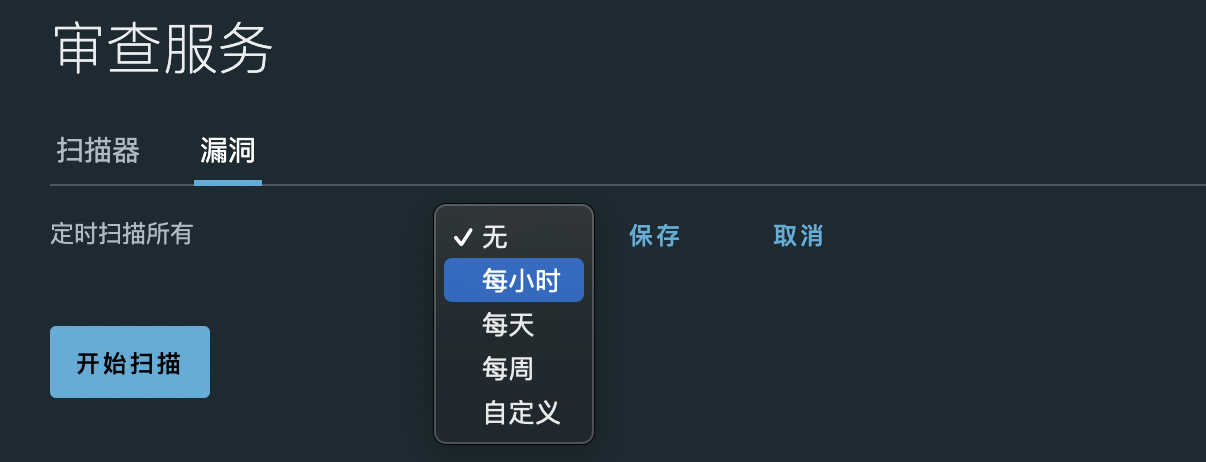 审查服务
扫描器 漏洞
定时扫描所有 无 保存 取消
每小时
每天
开始扫描 每周
自定义